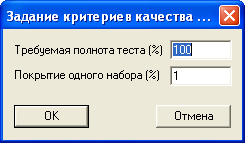 Задание критериев качества ...
Требуемая полнота теста (%) 100
Покрытие одного набора (%) 1
OK Отмена